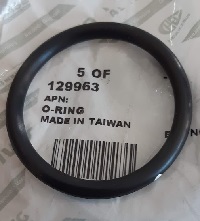 5 OF
129963
APN:
O-RING
MADE IN TAIWAN